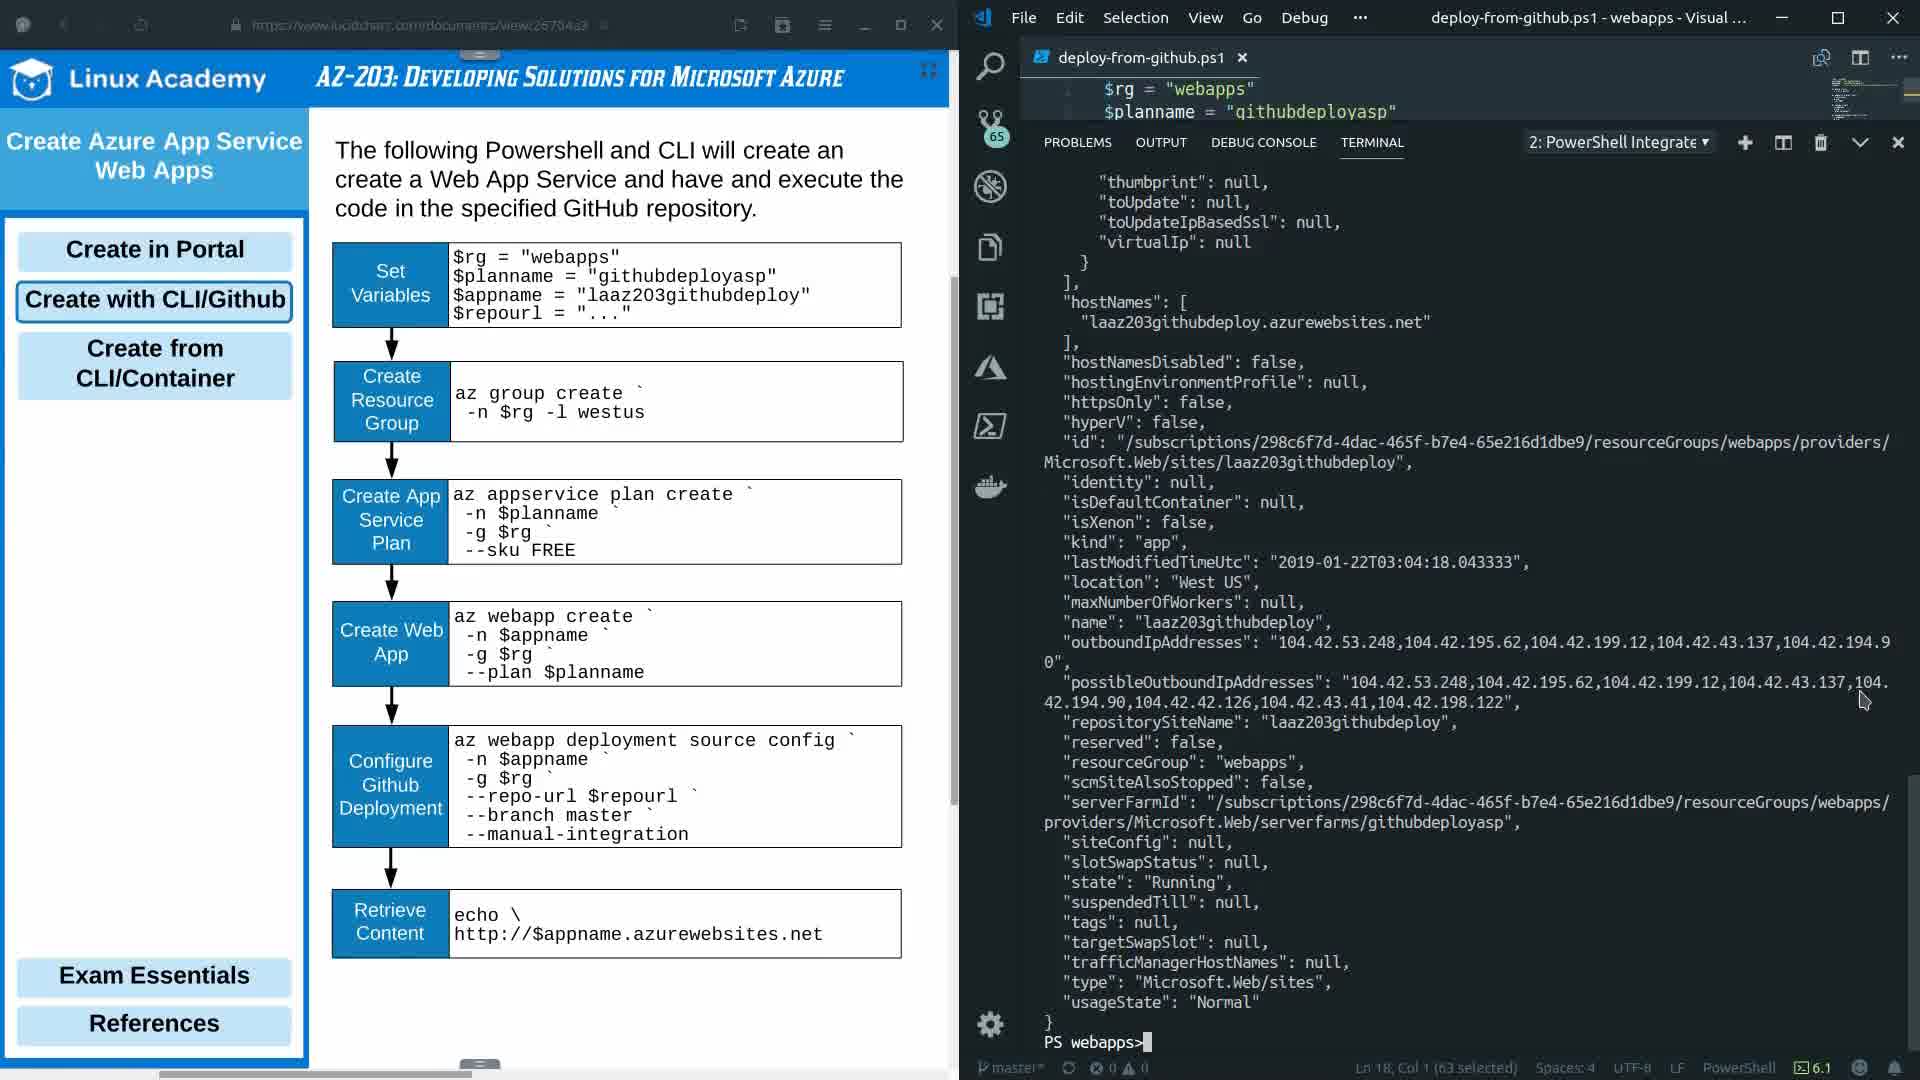 https://www.lucidchart.com/documents/view/26704a3
Linux Academy
AZ-203: Developing Solutions for Microsoft Azure
Create Azure App Service
Web Apps
Create in Portal
Create with CLI/Github
Create from
CLI/Container
Exam Essentials
References
The following Powershell and CLI will create an
create a Web App Service and have and execute the
code in the specified GitHub repository.
Set
Variables
$rg = "webapps"
$planname = "githubdeployasp"
$appname = "laaz2O3githubdeploy"
$repourl = "..."
Create
Resource
Group
az group create `
-n $rg -l westus
Create App
Service
Plan
az appservice plan create `
-n $planname `
-g $rg `
--sku FREE
Create Web
App
az webapp create `
-n $appname `
-g $rg `
--plan $planname
Configure
Github
Deployment
az webapp deployment source config `
-n $appname `
-g $rg `
--repo-url $repourl `
--branch master `
--manual-integration
Retrieve
Content
echo \
http://$appname.azurewebsites.net
File Edit Selection View Go Debug ··· deploy-from-github.ps1 - webapps - Visual ...
deploy-from-github.ps1
$rg = "webapps"
$planname = "githubdeployasp"
65
PROBLEMS OUTPUT DEBUG CONSOLE TERMINAL 2: PowerShell Integrate
"thumbprint": null,
"toUpdate": null,
"toUpdateIpBasedSsl": null,
"virtualIp": null
}
],
"hostNames": [
"laaz203githubdeploy.azurewebsites.net"
],
"hostNamesDisabled": false,
"hostingEnvironmentProfile": null,
"httpsOnly": false,
"hyperV": false,
"id": "/subscriptions/298c6f7d-4dac-465f-b7e4-65e216d1dbe9/resourceGroups/webapps/providers/
Microsoft.Web/sites/laaz203githubdeploy",
"identity": null,
"isDefaultContainer": null,
"isXenon": false,
"kind": "app",
"lastModifiedTimeUtc": "2019-01-22T03:04:18.043333",
"location": "West US",
"maxNumberOfWorkers": null,
"name": "laaz203githubdeploy",
"outboundIpAddresses": "104.42.53.248,104.42.195.62,104.42.199.12,104.42.43.137,104.42.194.9
0",
"possibleOutboundIpAddresses": "104.42.53.248,104.42.195.62,104.42.199.12,104.42.43.137,104.
42.194.90,104.42.42.126,104.42.43.41,104.42.198.122",
"repositorySiteName": "laaz203githubdeploy",
"reserved": false,
"resourceGroup": "webapps",
"scmSiteAlsoStopped": false,
"serverFarmId": "/subscriptions/298c6f7d-4dac-465f-b7e4-65e216d1dbe9/resourceGroups/webapps/
providers/Microsoft.Web/serverfarms/githubdeployasp",
"siteConfig": null,
"slotSwapStatus": null,
"state": "Running",
"suspendedTill": null,
"tags": null,
"targetSwapSlot": null,
"trafficManagerHostNames": null,
"type": "Microsoft.Web/sites",
"usageState": "Normal"
}
PS webapps>
master* 0 0 Ln 18, Col 1 (63 selected) Spaces: 4 UTF-8 LF PowerShell 6.1